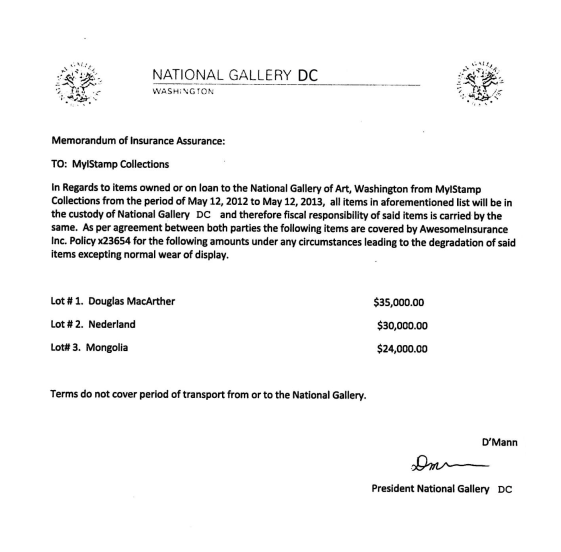 NATIONAL GALLERY DC
WASHINGTON
Memorandum of Insurance Assurance:
TO: MyIStamp Collections
In Regards to items owned or on loan to the National Gallery of Art, Washington from MyIStamp
Collections from the period of May 12, 2012 to May 12, 2013, all items in aforementioned list will be in
the custody of National Gallery DC and therefore fiscal responsibility of said items is carried by the
same. As per agreement between both parties the following items are covered by AwesomeInsurance
Inc. Policy x23654 for the following amounts under any circumstances leading to the degradation of said
items excepting normal wear of display.
Lot # 1. Douglas MacArther $35,000.00
Lot # 2. Nederland $30,000.00
Lot# 3. Mongolia $24,000.00
Terms do not cover period of transport from or to the National Gallery.
D'Mann
President National Gallery DC